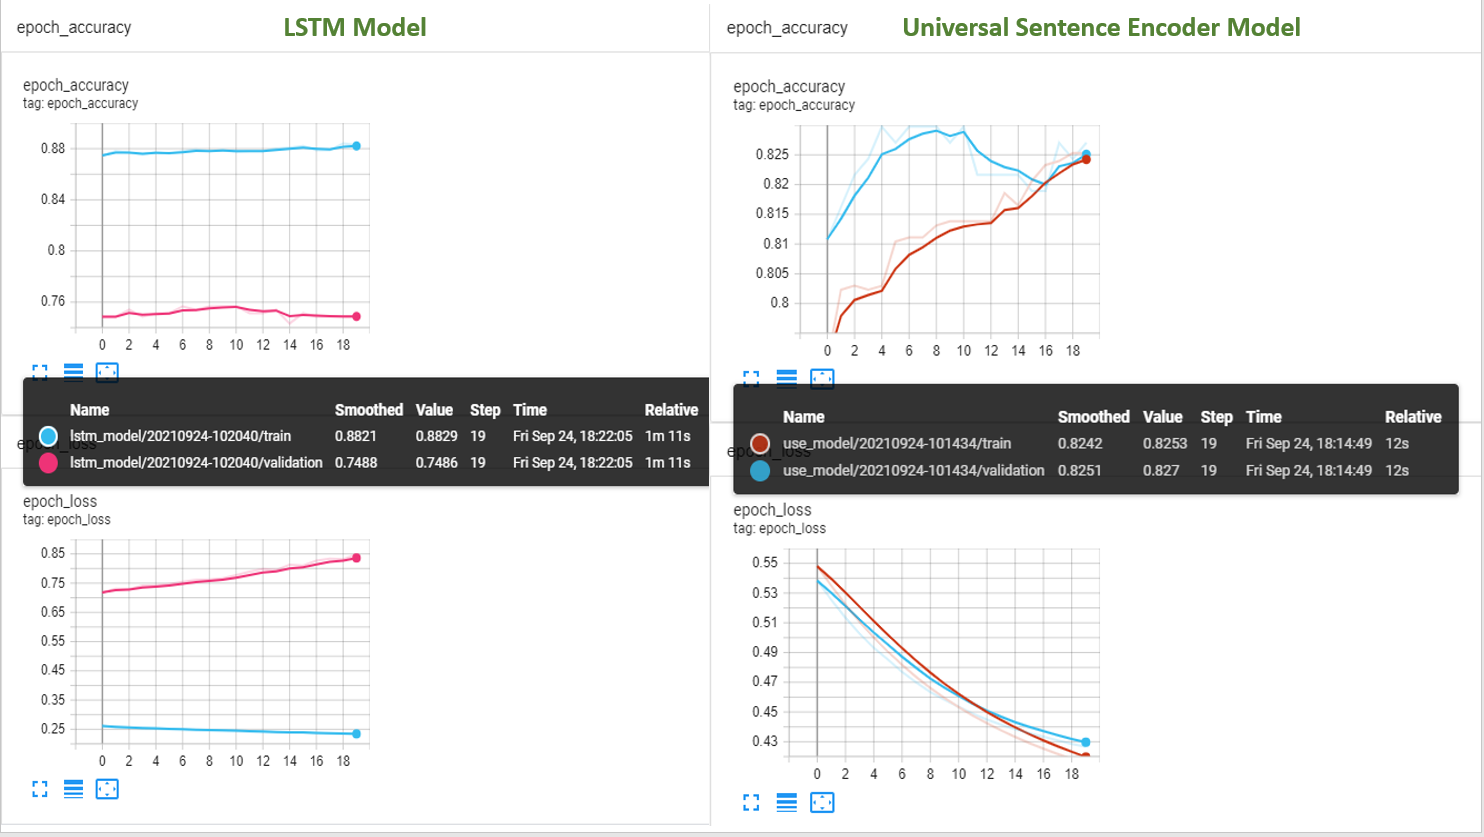 epoch_accuracy
LSTM Model
epoch_accuracy
tag: epoch_accuracy
0.88
0.84
0.8
0.76
0 2 4 6 8 10 12 14 16 18
Name Smoothed Value Step Time Relative
lstm_model/20210924-102040/train 0.8821 0.8829 19 Fri Sep 24, 18:22:05 1m 11s
lstm_model/20210924-102040/validation 0.7488 0.7486 19 Fri Sep 24, 18:22:05 1m 11s
epoch_loss
epoch_loss
tag: epoch_loss
0.85
0.75
0.65
0.55
0.45
0.35
0.25
0 2 4 6 8 10 12 14 16 18
epoch_accuracy
Universal Sentence Encoder Model
epoch_accuracy
tag: epoch_accuracy
0.825
0.82
0.815
0.81
0.805
0.8
0 2 4 6 8 10 12 14 16 18
Name Smoothed Value Step Time Relative
use_model/20210924-101434/train 0.8242 0.8253 19 Fri Sep 24, 18:14:49 12s
use_model/20210924-101434/validation 0.8251 0.827 19 Fri Sep 24, 18:14:49 12s
epoch_loss
epoch_loss
tag: epoch_loss
0.55
0.53
0.51
0.49
0.47
0.45
0.43
0 2 4 6 8 10 12 14 16 18